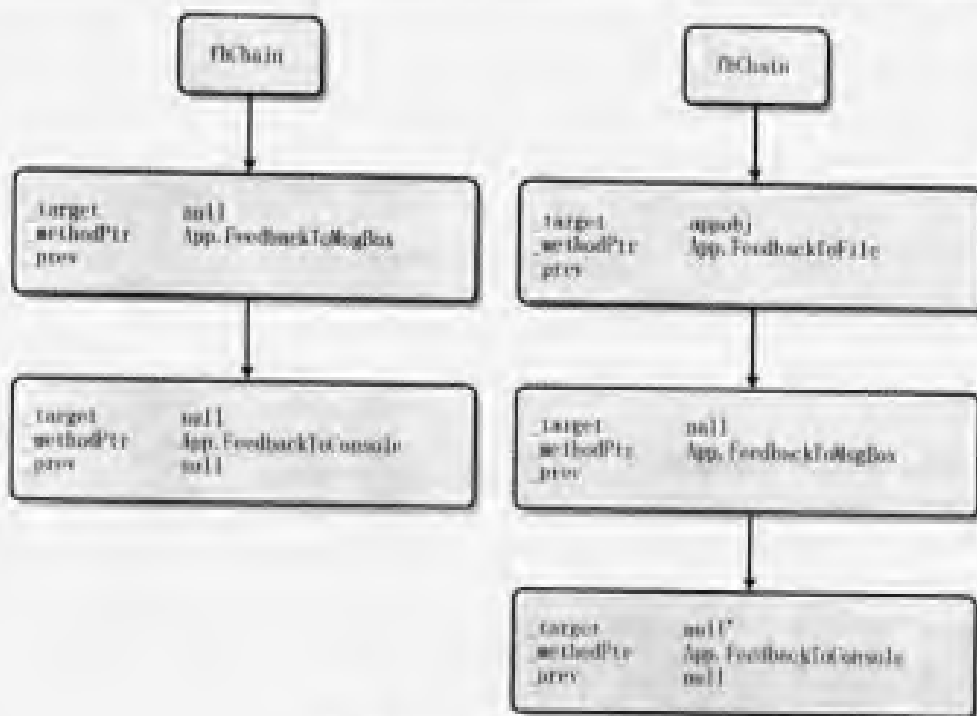 fbChain
_target null
_methodPtr App.FeedbackToMsgBox
_prev
_target null
_methodPtr App.FeedbackToConsole
_prev null
fbChain
_target appobj
_methodPtr App.FeedbackToFile
_prev
_target null
_methodPtr App.FeedbackToMsgBox
_prev
_target null
_methodPtr App.FeedbackToConsole
_prev null